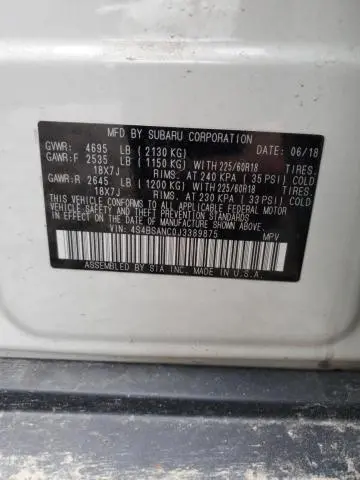 MFD BY SUBARU CORPORATION
GVWR: 4695 LB (2130 KG) DATE: 06/18
GAWR:F 2535 LB (1150 KG) WITH 225/60R18 TIRES.
18X7J RIMS. AT 240 KPA (35 PSI) COLD
GAWR:R 2645 LB (1200 KG) WITH 225/60R18 TIRES.
18X7J RIMS. AT 230 KPA (33 PSI) COLD
THIS VEHICLE CONFORMS TO ALL APPLICABLE FEDERAL MOTOR
VEHICLE SAFETY AND THEFT PREVENTION STANDARDS IN EFFECT ON
THE DATE OF MANUFACTURE SHOWN ABOVE.
VIN: 4S4BSANC0J3389875 MPV
ASSEMBLED BY SIA INC. MADE IN U.S.A.